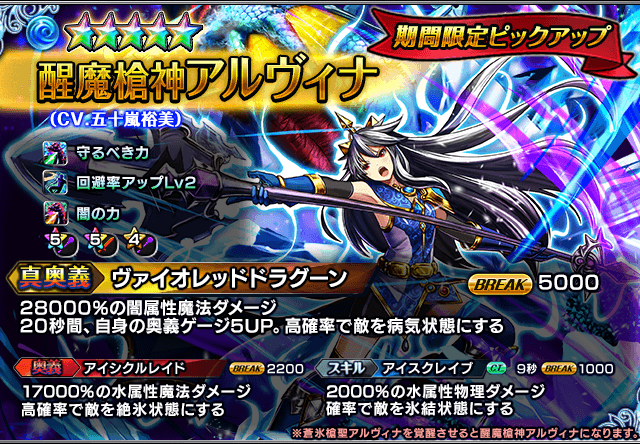 期間限定ピックアップ
醒魔槍神アルヴィナ
(CV.五十嵐裕美)
守るべき力
回避率アップLv2
闇の力
5 5 4
真奥義 ヴァイオレッドドラグーン BREAK 5000
28000%の闇属性魔法ダメージ
20秒間、自身の奥義ゲージ5UP。高確率で敵を病気状態にする
奥義 アイシクルレイド BREAK 2200
17000%の水属性魔法ダメージ
高確率で敵を絶氷状態にする
スキル アイスクレイブ C.T. 9秒 BREAK 1000
2000%の水属性物理ダメージ
確率で敵を氷結状態にする
※蒼氷槍聖アルヴィナを覚醒させると醒魔槍神アルヴィナになります。